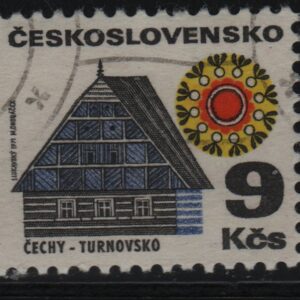 ČESKOSLOVENSKO
9
Kčs
ČECHY - TURNOVSKO